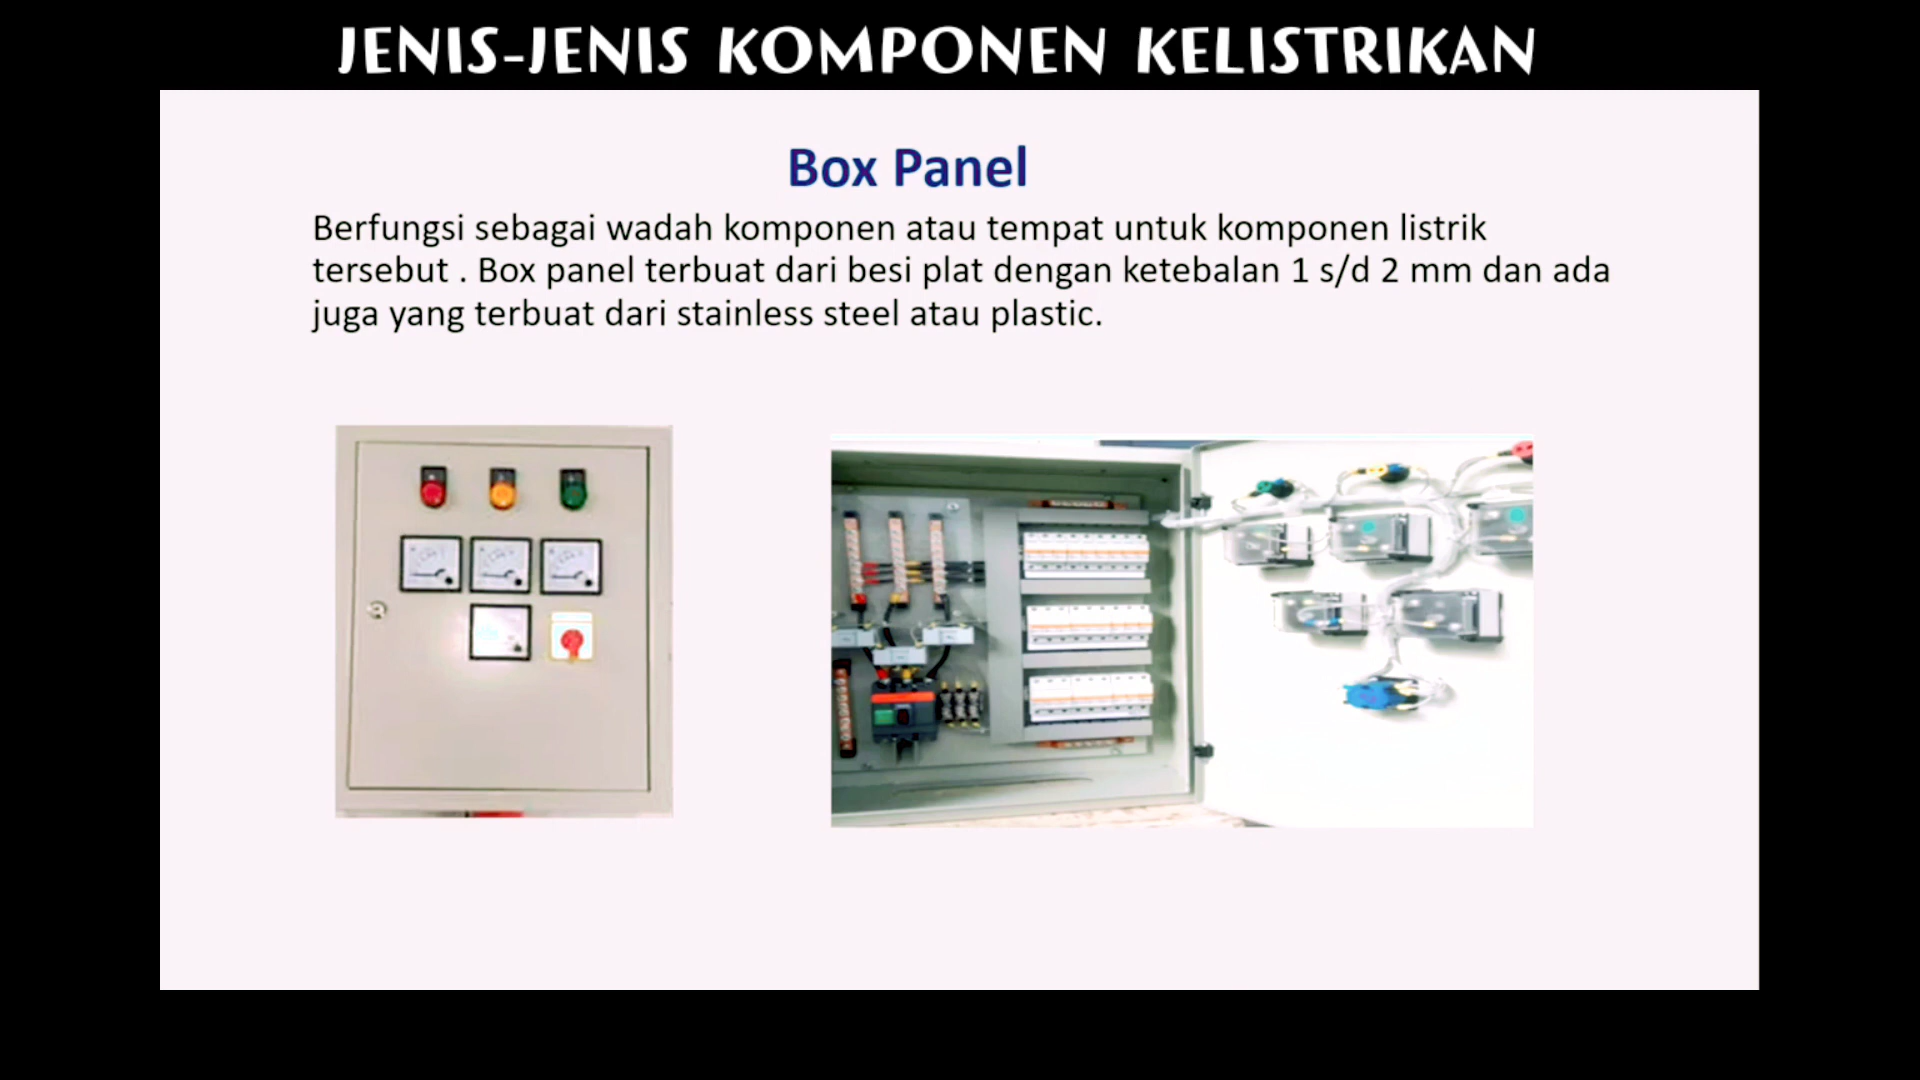 JENIS-JENIS KOMPONEN KELISTRIKAN
Box Panel
Berfungsi sebagai wadah komponen atau tempat untuk komponen listrik
tersebut . Box panel terbuat dari besi plat dengan ketebalan 1 s/d 2 mm dan ada
juga yang terbuat dari stainless steel atau plastic.